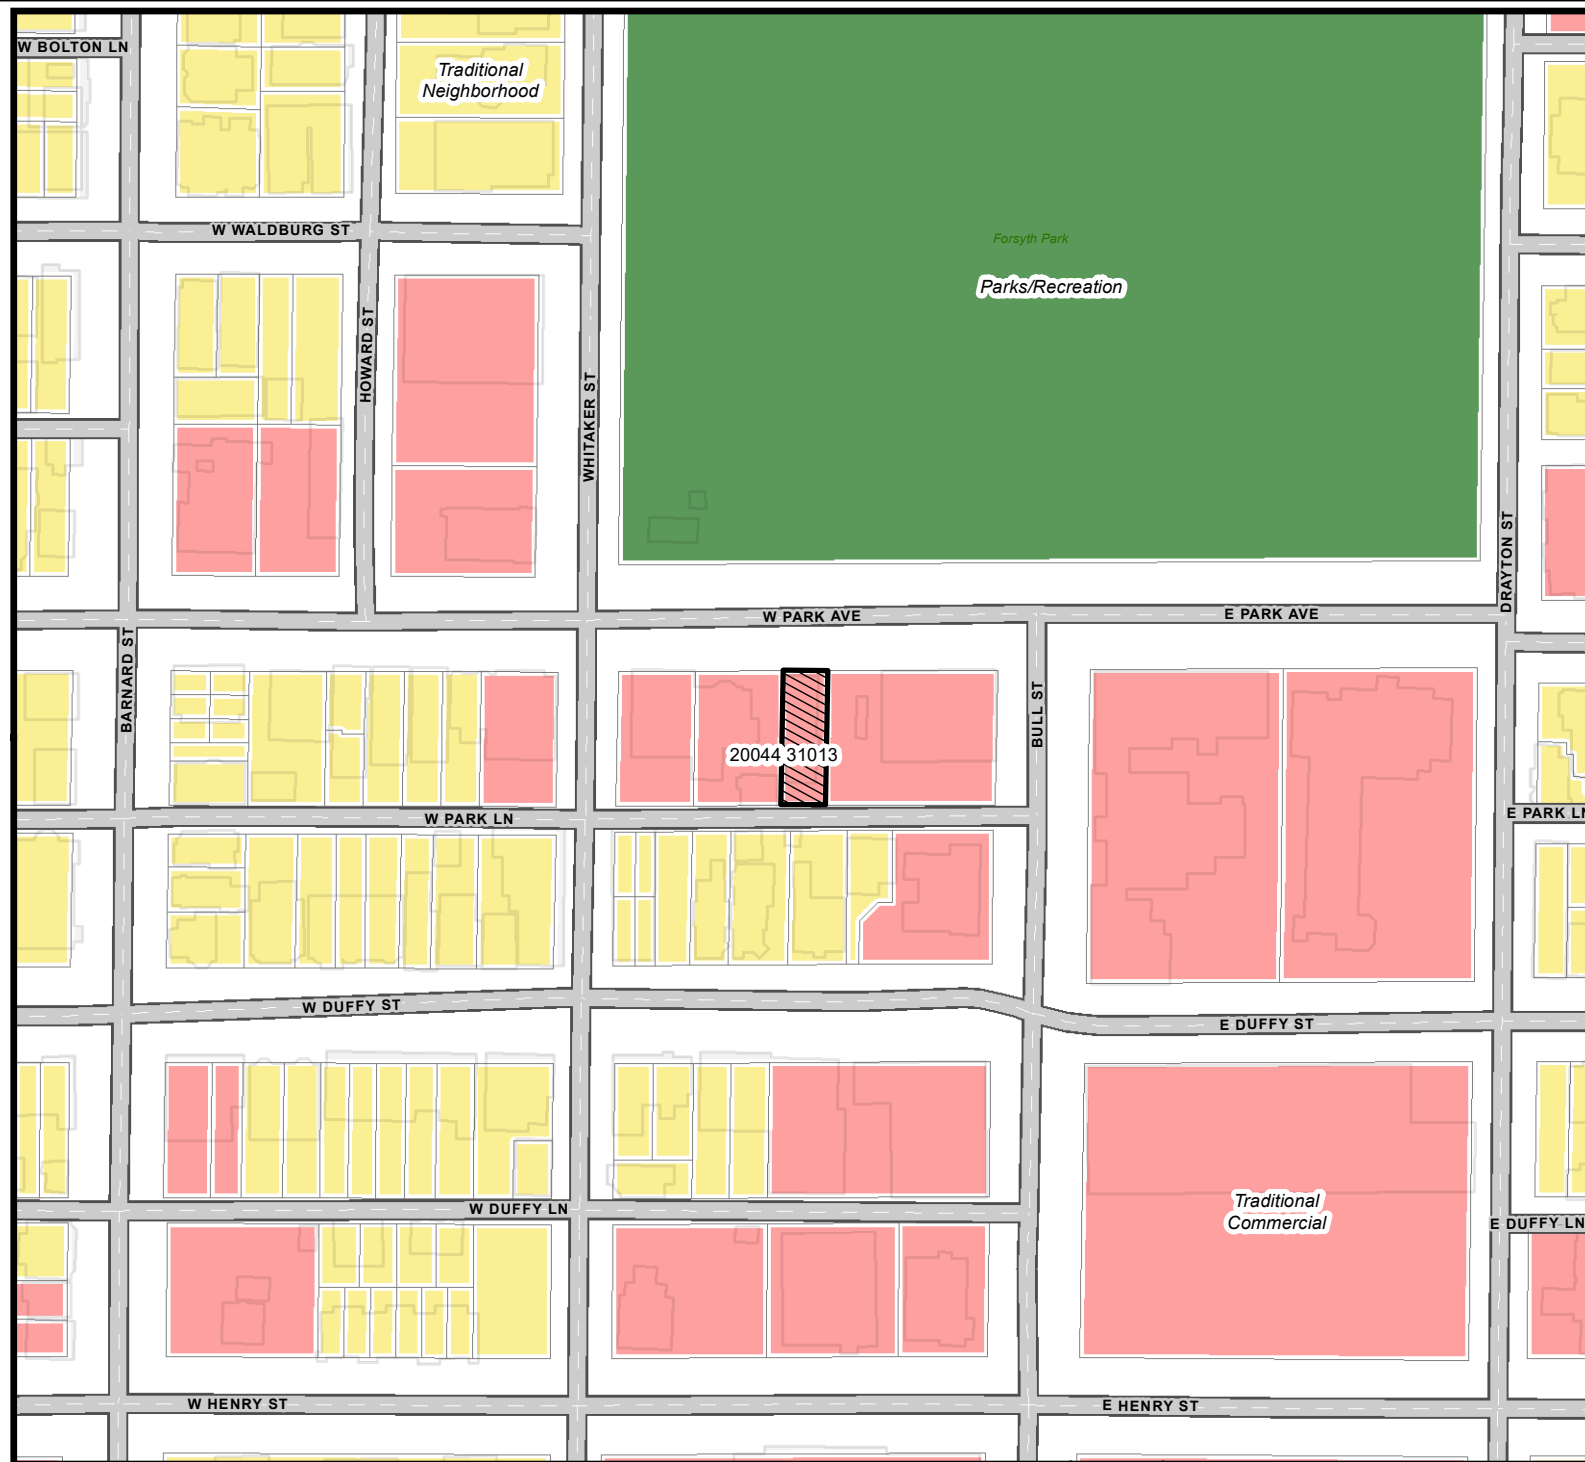 W BOLTON LN
Traditional
Neighborhood
W WALDBURG ST
Forsyth Park
Parks/Recreation
HOWARD ST
WHITAKER ST
DRAYTON ST
W PARK AVE
E PARK AVE
BARNARD ST
BULL ST
20044 31013
W PARK LN
E PARK LN
W DUFFY ST
E DUFFY ST
W DUFFY LN
Traditional
Commercial
E DUFFY LN
W HENRY ST
E HENRY ST